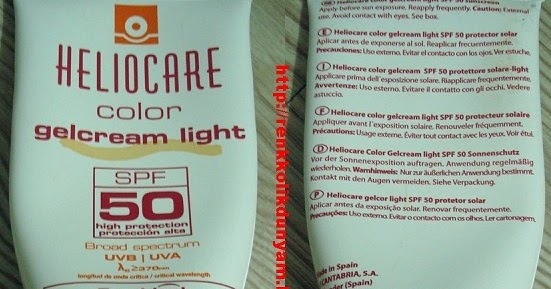 HELIOCARE
color
gelcream light
SPF
50
high protection
protección alta
Broad spectrum
UVB | UVA
λc ≥370nm
longitud de onda crítica / critical wavelength
Apply before sun exposure. Reapply frequently. Caution: External
use. Avoid contact with eyes. See box.
E Heliocare color gelcream light SPF 50 protector solar
Aplicar antes de exponerse al sol. Reaplicar frecuentemente.
Precauciones: Uso externo. Evitar el contacto con los ojos. Ver estuche.
I Heliocare color gelcream SPF 50 protettore solare-light
Applicare prima dell'esposizione solare. Riapplicare frequentemente.
Avvertenze: Uso esterno. Evitare il contatto con gli occhi. Vedere
astuccio.
F Heliocare color gelcream light SPF 50 protecteur solaire
Appliquer avant l'exposition solaire. Renouveler fréquemment.
Précautions: Usage externe. Éviter tout contact avec les yeux. Voir étui.
D Heliocare Color Gelcream light SPF 50 Sonnenschutz
Vor der Sonnenexposition auftragen. Anwendung regelmäßig
wiederholen. Warnhinweis: Nur zur äußerlichen Anwendung bestimmt.
Kontakt mit den Augen vermeiden. Siehe Verpackung.
P Heliocare gelcor light SPF 50 protetor solar
Aplicar antes da exposição solar. Renovar frequentemente.
Precauções: Uso externo. Evitar o contacto com os olhos. Ler cartonagem.
Made in Spain
CANTABRIA, S.A.
(Spain)
http://renkkolikdunyam.